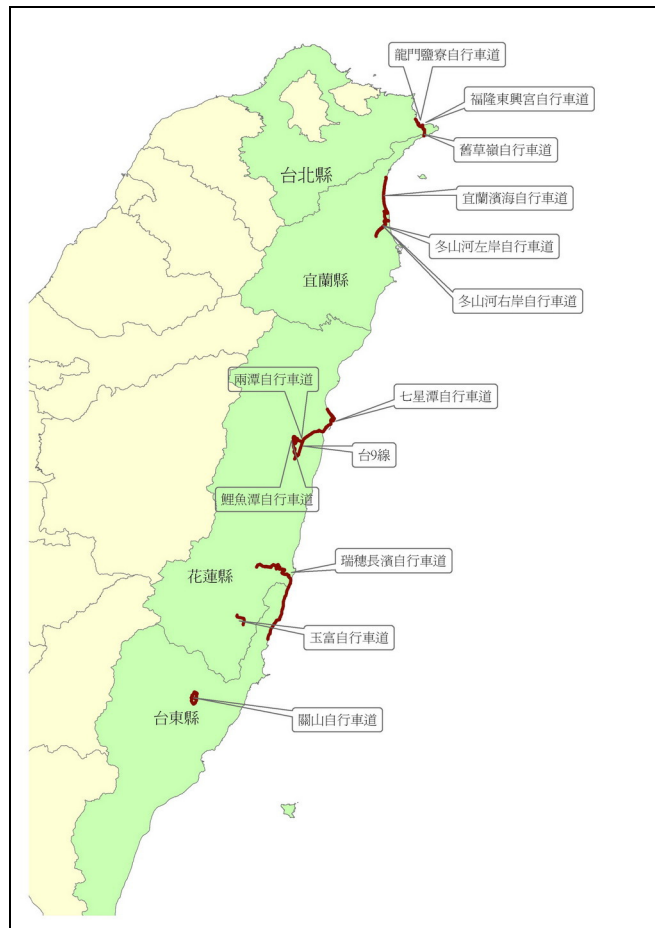 龍門鹽寮自行車道
福隆東興宮自行車道
舊草嶺自行車道
台北縣
宜蘭濱海自行車道
冬山河左岸自行車道
宜蘭縣
冬山河右岸自行車道
兩潭自行車道
七星潭自行車道
台9線
鯉魚潭自行車道
瑞穗長濱自行車道
花蓮縣
玉富自行車道
台東縣
關山自行車道